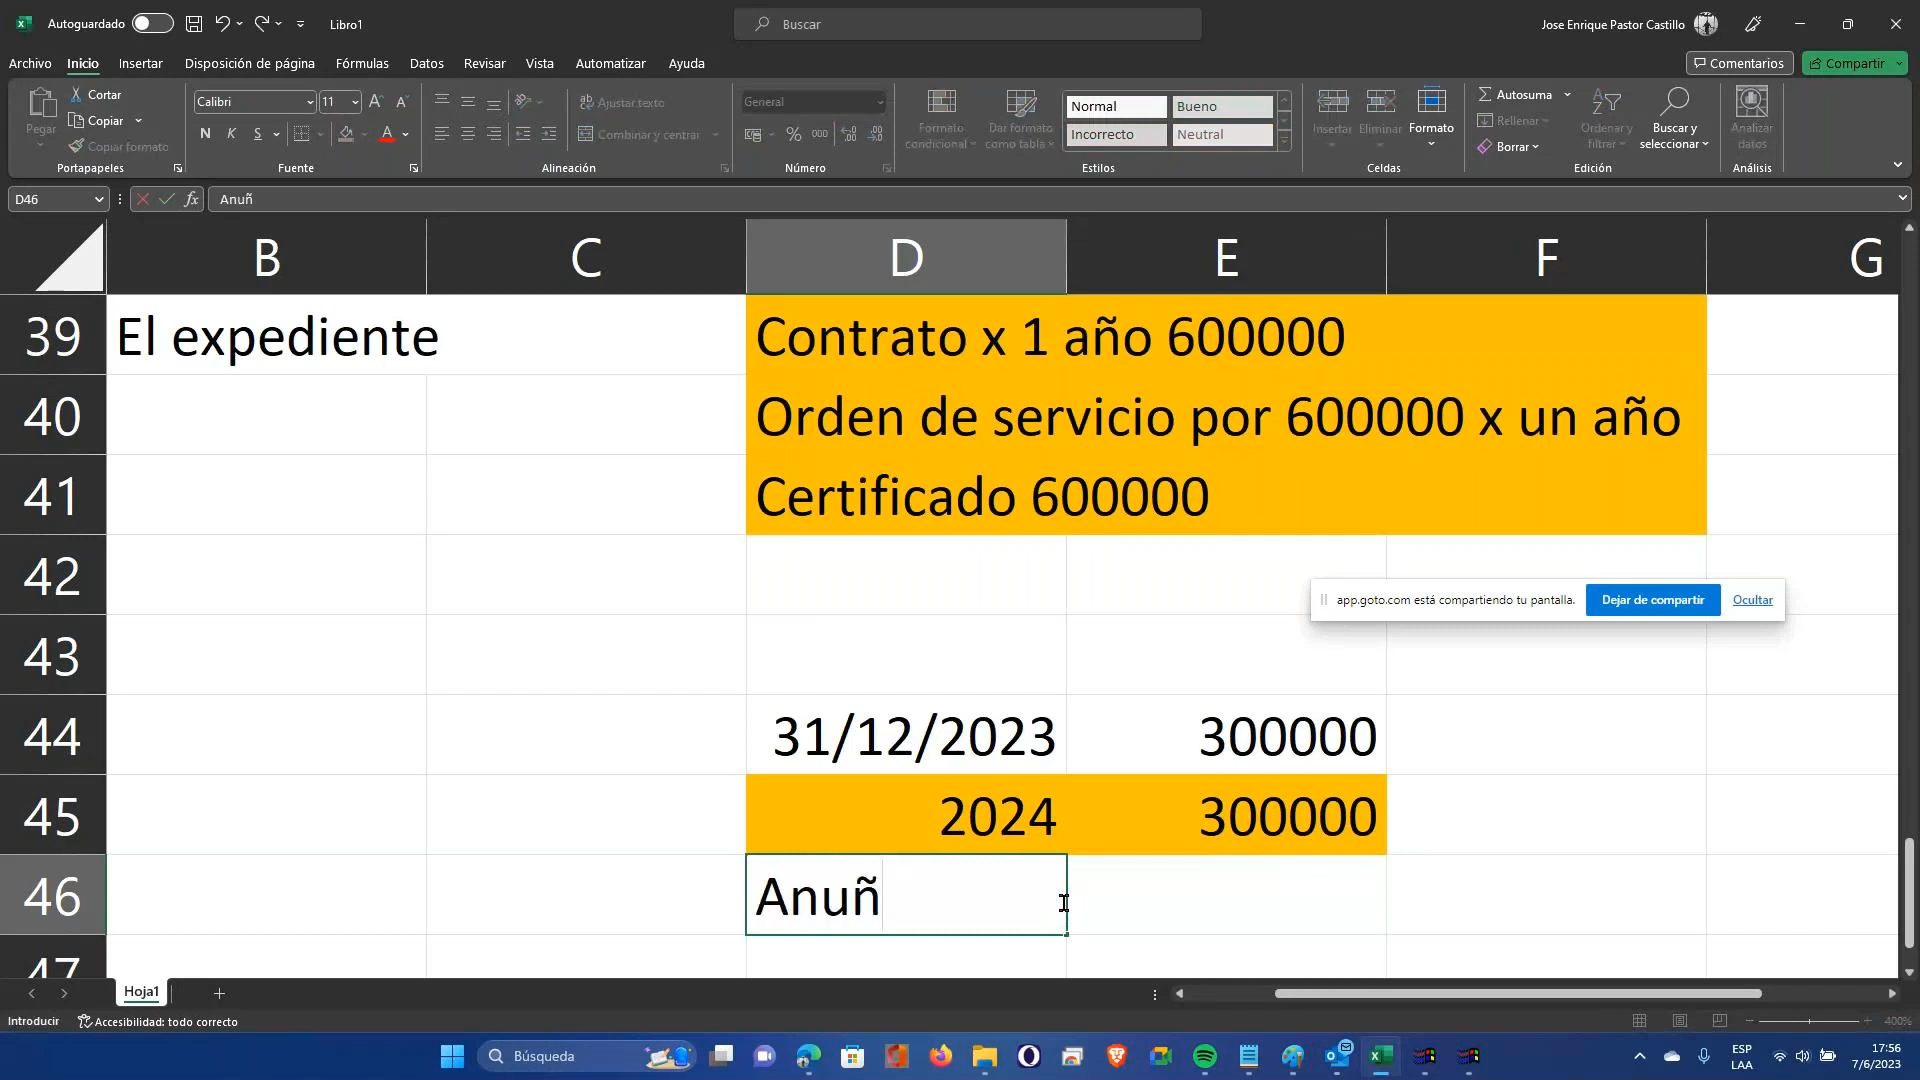 Autoguardado
Libro1
Buscar
Jose Enrique Pastor Castillo
Archivo Inicio Insertar Disposición de página Fórmulas Datos Revisar Vista Automatizar Ayuda
Comentarios
Compartir
Pegar
Cortar
Copiar
Copiar formato
Portapapeles
Calibri
11
N K S
Fuente
Ajustar texto
Combinar y centrar
Alineación
General
% 000
Número
Formato condicional
Dar formato como tabla
Normal
Bueno
Incorrecto
Neutral
Estilos
Insertar
Eliminar
Formato
Celdas
Autosuma
Rellenar
Borrar
Ordenar y filtrar
Buscar y seleccionar
Edición
Analizar datos
Análisis
D46
fx
Anuñ
B C D E F G
39 El expediente Contrato x 1 año 600000
40 Orden de servicio por 600000 x un año
41 Certificado 600000
42
app.goto.com está compartiendo tu pantalla. Dejar de compartir Ocultar
43
44 31/12/2023 300000
45 2024 300000
46 Anuñ
47
Hoja1
Introducir
Accesibilidad: todo correcto
400%
Búsqueda
ESP
LAA
17:56
7/6/2023